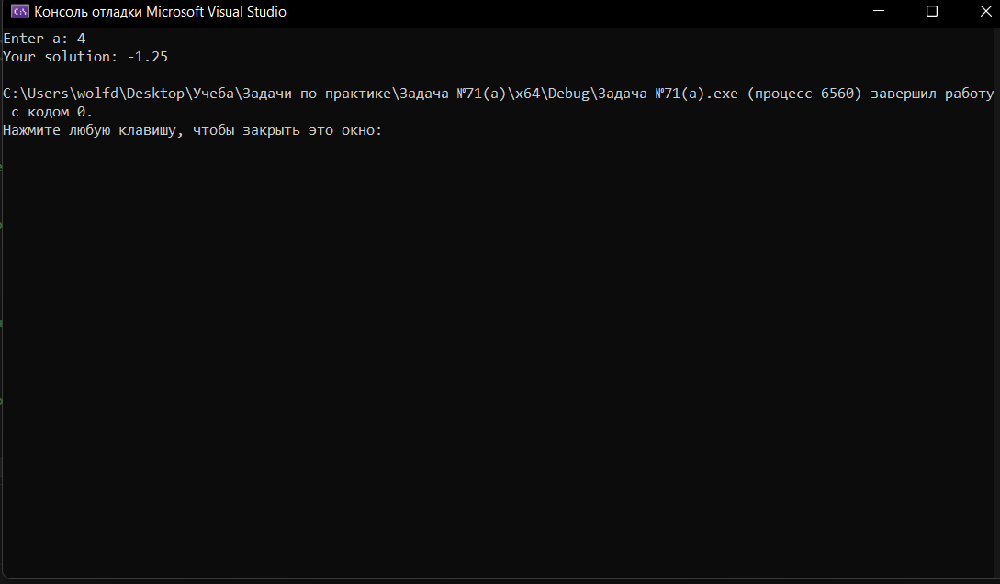 Консоль отладки Microsoft Visual Studio
Enter a: 4
Your solution: -1.25
C:\Users\wolfd\Desktop\Учеба\Задачи по практике\Задача №71(a)\x64\Debug\Задача №71(a).exe (процесс 6560) завершил работу
с кодом 0.
Нажмите любую клавишу, чтобы закрыть это окно: